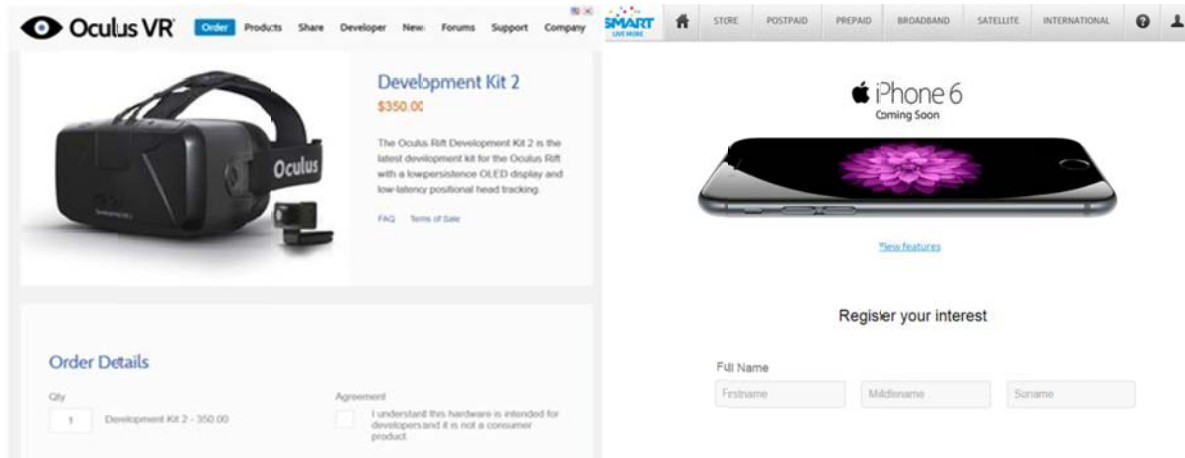 Oculus VR
Order Products Share Developer News Forums Support Company
Development Kit 2
$350.00
The Oculus Rift Development Kit 2 is the
latest development kit for the Oculus Rift
with a lowpersistence OLED display and
low-latency positional head tracking.
FAQ Terms of Sale
Oculus
Order Details
Qty
1 Development Kit 2 - 350.00
Agreement
I understand this hardware is intended for
developers and it is not a consumer
product.
SMART
LIVE MORE
STORE POSTPAID PREPAID BROADBAND SATELLITE INTERNATIONAL ?
iPhone 6
Coming Soon
View features
Register your interest
Full Name
Firstname Middlename Surname